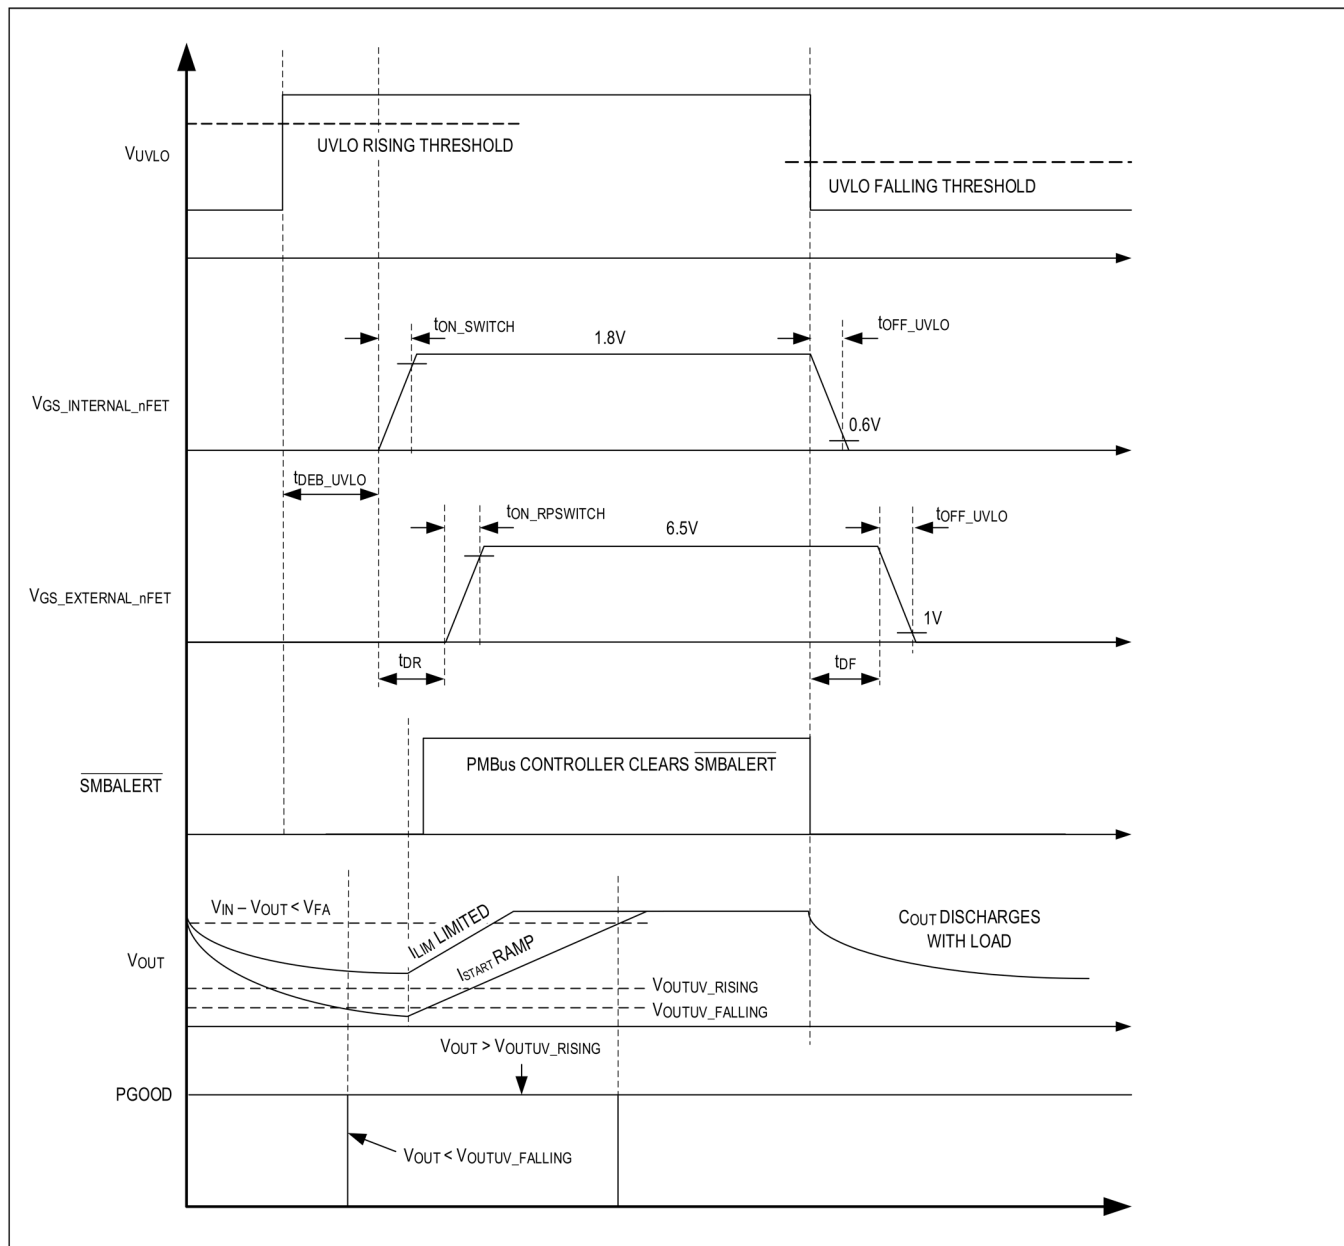 VUVLO
UVLO RISING THRESHOLD
UVLO FALLING THRESHOLD
tON_SWITCH
1.8V
tOFF_UVLO
VGS_INTERNAL_nFET
0.6V
tDEB_UVLO
tON_RPSWITCH
6.5V
tOFF_UVLO
VGS_EXTERNAL_nFET
1V
tDR
tDF
SMBALERT
PMBus CONTROLLER CLEARS SMBALERT
VIN – VOUT < VFA
ILIM LIMITED
ISTART RAMP
COUT DISCHARGES
WITH LOAD
VOUT
VOUTUV_RISING
VOUTUV_FALLING
VOUT > VOUTUV_RISING
PGOOD
VOUT < VOUTUV_FALLING